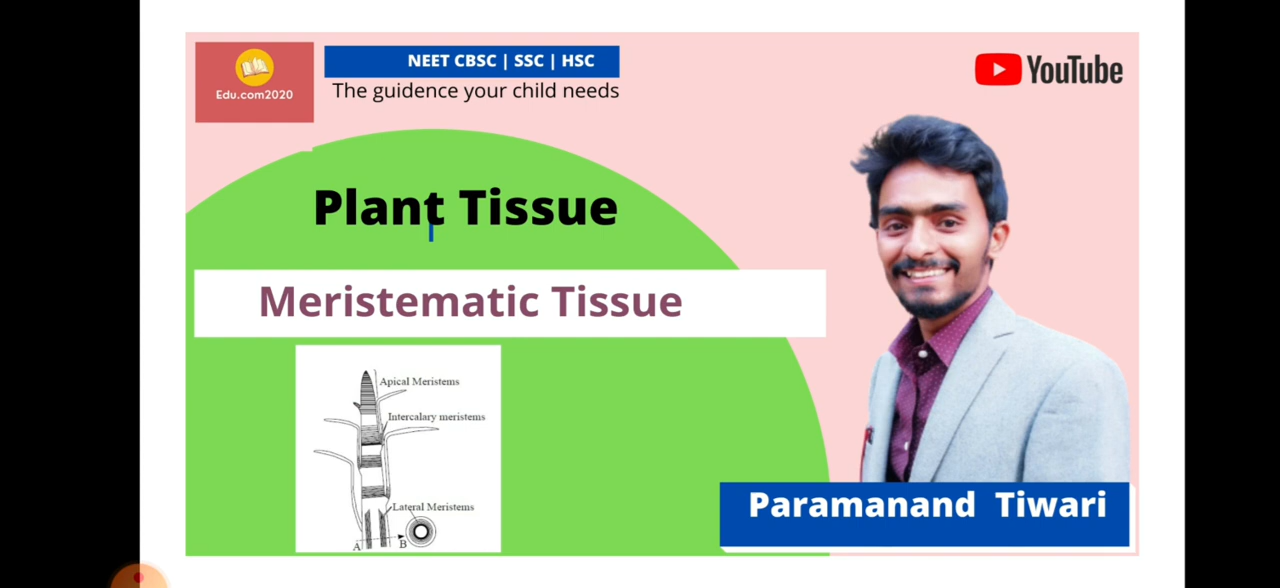 NEET CBSC | SSC | HSC
Edu.com2020
The guidence your child needs
YouTube
Plant Tissue
Meristematic Tissue
Apical Meristems
Intercalary meristems
Lateral Meristems
A
B
Paramanand Tiwari